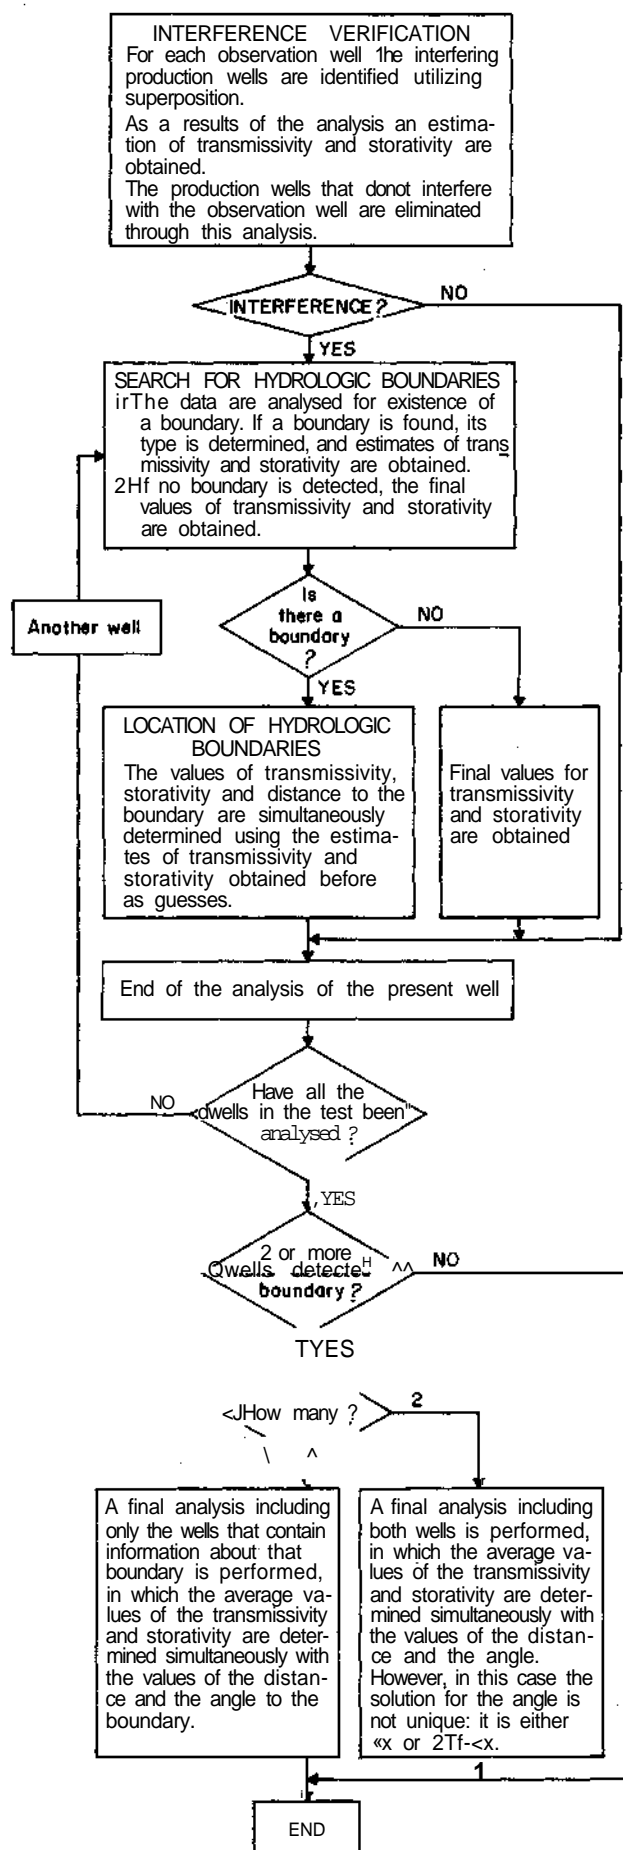 INTERFERENCE VERIFICATION
For each observation well 1he interfering
production wells are identified utilizing
superposition.
As a results of the analysis an estima-
tion of transmissivity and storativity are
obtained.
The production wells that donot interfere
with the observation well are eliminated
through this analysis.
INTERFERENCE?
NO
YES
SEARCH FOR HYDROLOGIC BOUNDARIES
irThe data are analysed for existence of
a boundary. If a boundary is found, its
type is determined, and estimates of trans
missivity and storativity are obtained.
2Hf no boundary is detected, the final
values of transmissivity and storativity
are obtained.
Another well
Is
there a
boundary
?
NO
YES
LOCATION OF HYDROLOGIC
BOUNDARIES
The values of transmissivity,
storativity and distance to the
boundary are simultaneously
determined using the estima-
tes of transmissivity and
storativity obtained before
as guesses.
Final values for
transmissivity
and storativity
are obtained
End of the analysis of the present well
Have all the
dwells in the test been"
analysed ?
NO
,YES
2 or more
Qwells detecteH ^^
boundary?
NO
TYES
<JHow many ?
2
\ ^
A final analysis including
only the wells that contain
information about that
boundary is performed,
in which the average va-
lues of the transmissivity
and storativity are deter-
mined simultaneously with
the values of the distan-
ce and the angle to the
boundary.
A final analysis including
both wells is performed,
in which the average va-
lues of the transmissivity
and storativity are deter-
mined simultaneously with
the values of the distan-
ce and the angle.
However, in this case the
solution for the angle is
not unique: it is either
«x or 2Tf-<x.
1
END